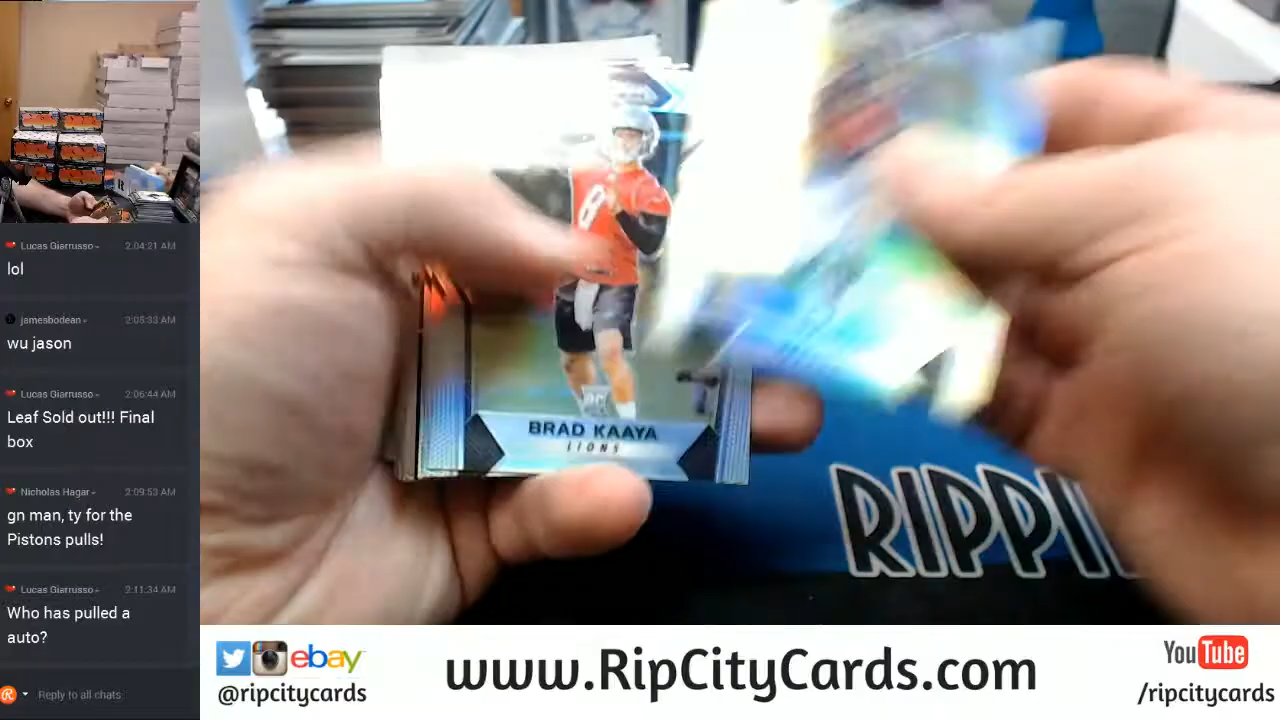 Lucas Giarrusso 2:04:21 AM
lol
jamesbodean 2:05:33 AM
wu jason
Lucas Giarrusso 2:06:44 AM
Leaf Sold out!!! Final
box
Nicholas Hagar 2:09:53 AM
gn man, ty for the
Pistons pulls!
Lucas Giarrusso 2:11:34 AM
Who has pulled a
auto?
Reply to all chats.
8
RC
BRAD KAAYA
LIONS
RIPPI
ebay
@ripcitycards
www.RipCityCards.com
YouTube
/ripcitycards